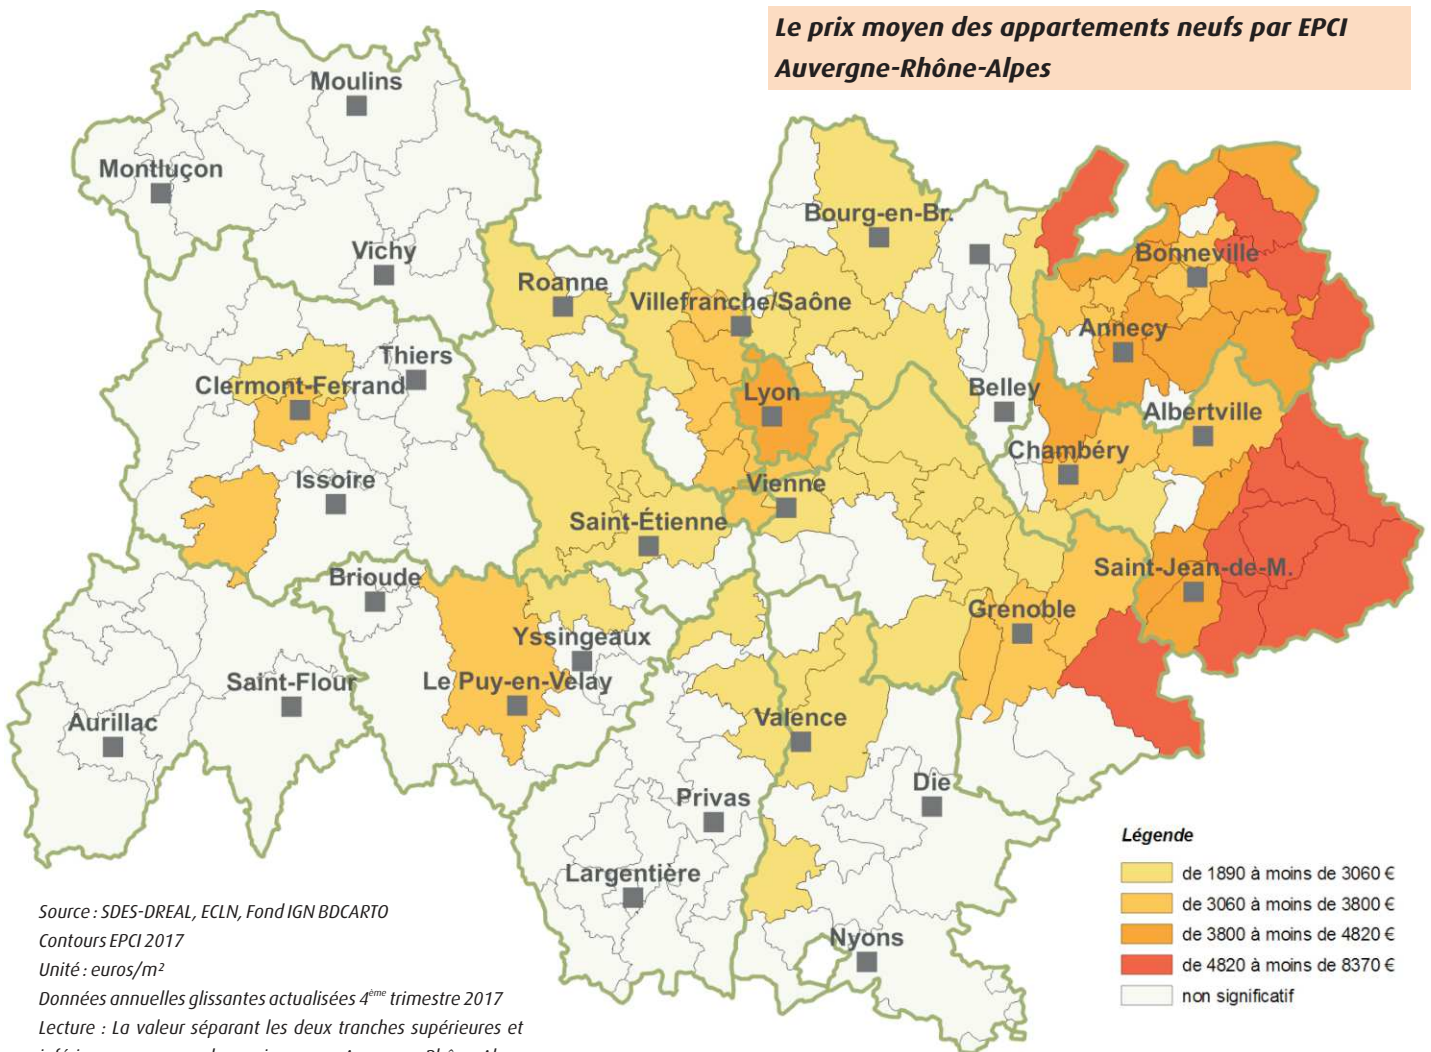 Le prix moyen des appartements neufs par EPCI
Auvergne-Rhône-Alpes
Moulins
Montluçon
Vichy
Bourg-en-Br.
Roanne
Bonneville
Villefranche/Saône
Annecy
Thiers
Clermont-Ferrand
Lyon
Belley
Albertville
Chambéry
Issoire
Vienne
Saint-Étienne
Brioude
Saint-Jean-de-M.
Grenoble
Yssingeaux
Saint-Flour
Le Puy-en-Velay
Aurillac
Valence
Die
Privas
Largentière
Nyons
Légende
de 1890 à moins de 3060 €
de 3060 à moins de 3800 €
de 3800 à moins de 4820 €
de 4820 à moins de 8370 €
non significatif
Source : SDES-DREAL, ECLN, Fond IGN BDCARTO
Contours EPCI 2017
Unité : euros/m²
Données annuelles glissantes actualisées 4ème trimestre 2017
Lecture : La valeur séparant les deux tranches supérieures et